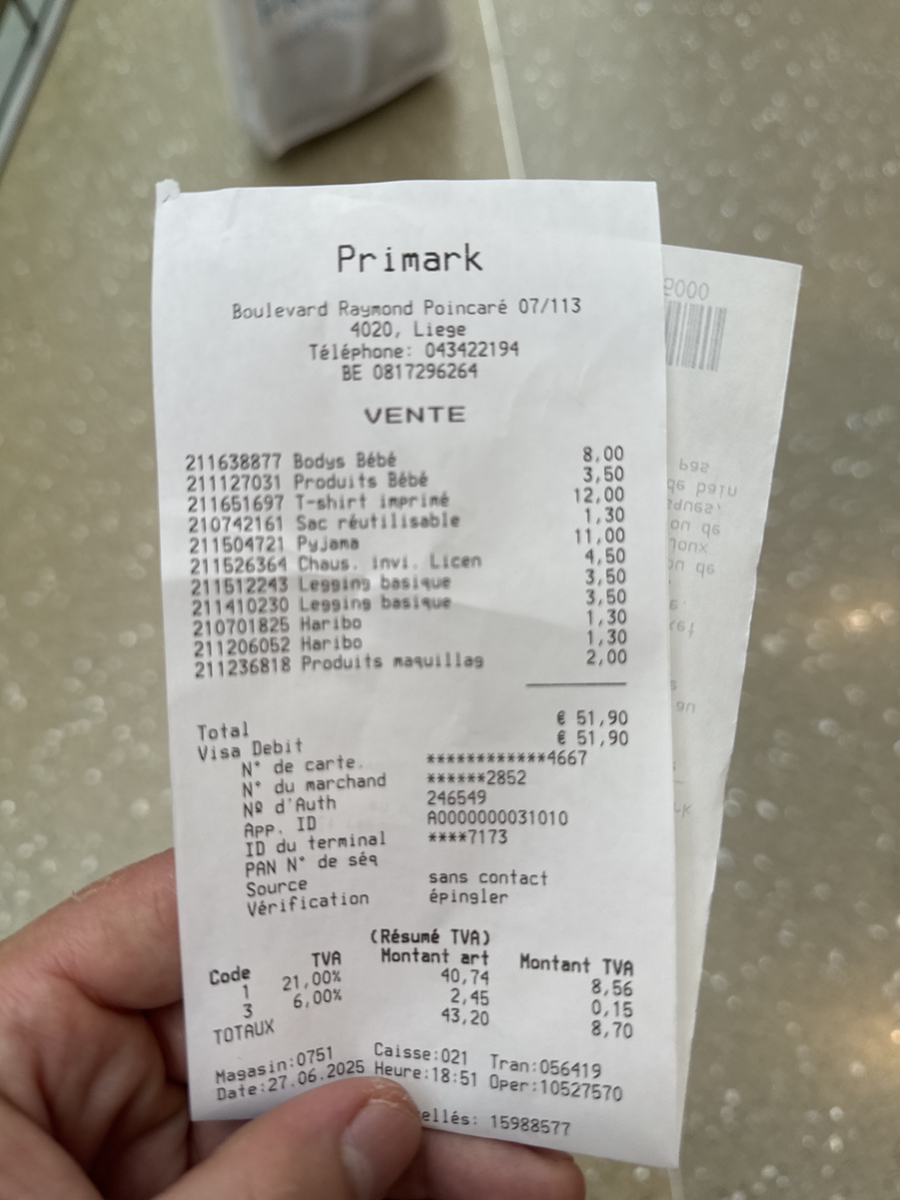 Primark
Boulevard Raymond Poincaré 07/113
4020, Liege
Téléphone: 043422194
BE 0817296264
VENTE
211638877 Bodys Bébé 8,00
211127031 Produits Bébé 3,50
211651697 T-shirt imprimé 12,00
210742161 Sac réutilisable 1,30
211504721 Pyjama 11,00
211526364 Chaus. invi. Licen 4,50
211512243 Legging basique 3,50
211410230 Legging basique 3,50
210701825 Haribo 1,30
211206052 Haribo 1,30
211236818 Produits maquillag 2,00
Total € 51,90
Visa Debit € 51,90
N° de carte. ************4667
N° du marchand ******2852
Nº d'Auth 246549
App. ID A0000000031010
ID du terminal ****7173
PAN N° de séq
Source sans contact
Vérification épingler
(Résumé TVA)
Code TVA Montant art Montant TVA
1 21,00% 40,74 8,56
3 6,00% 2,45 0,15
TOTAUX 43,20 8,70
Magasin:0751 Caisse:021 Tran:056419
Date:27.06.2025 Heure:18:51 Oper:10527570
ellés: 15988577